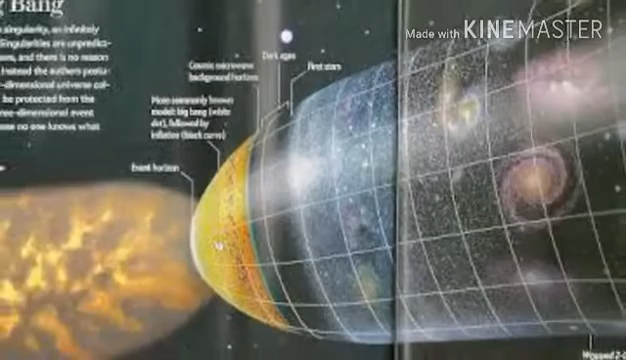 Made with KINEMASTER
g Bang
singularity, an infinitely
Singularities are unpredict-
, and there is no reason
Instead the authors postu-
-dimensional universe col-
be protected from the
ree-dimensional event
se no one knows what
Dark ages
Cosmic microwave
background horizon
First stars
More commonly known
model: big bang (white
dot), followed by
inflation (black curve)
Event horizon